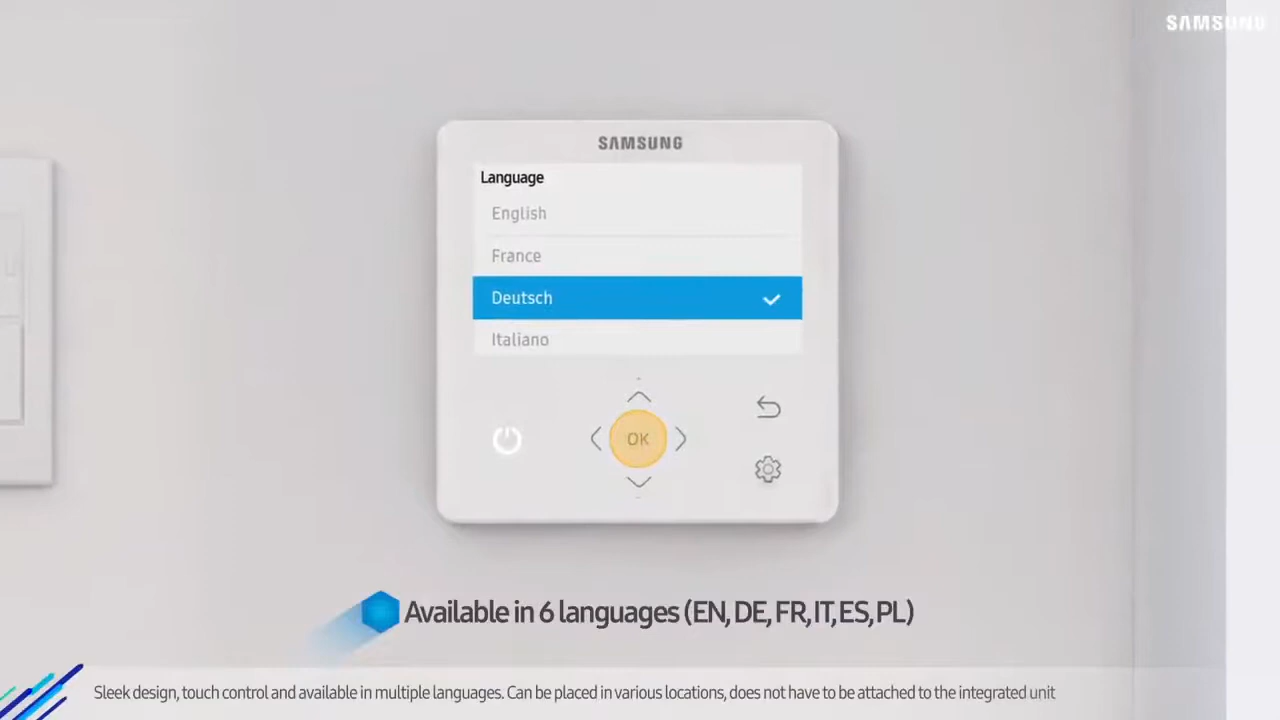 SAMSUNG
SAMSUNG
Language
English
France
Deutsch
Italiano
OK
Available in 6 languages (EN, DE, FR, IT, ES, PL)
Sleek design, touch control and available in multiple languages. Can be placed in various locations, does not have to be attached to the integrated unit